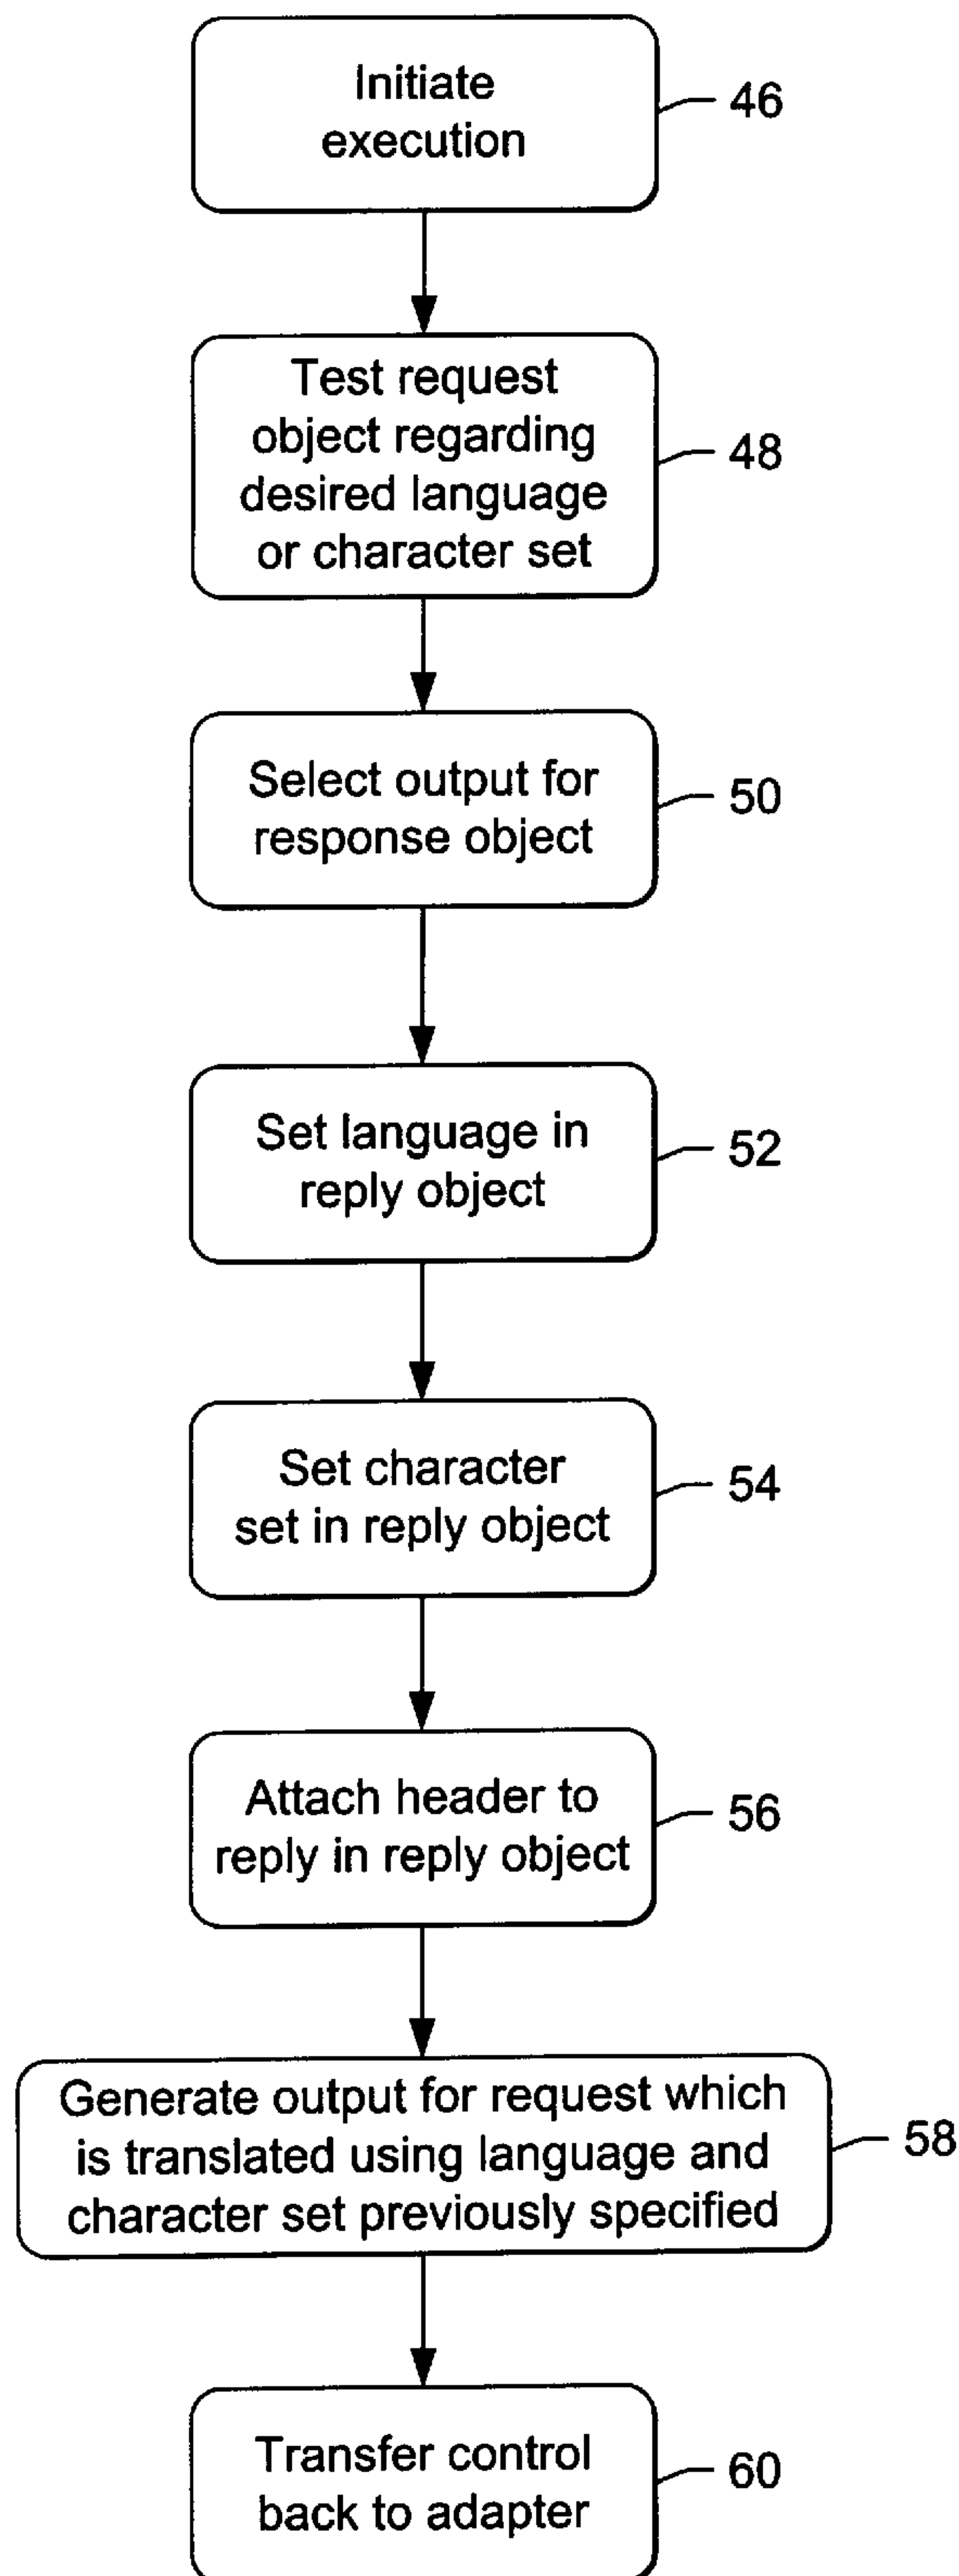 Initiate
execution
46
Test request
object regarding
desired language
or character set
48
Select output for
response object
50
Set language in
reply object
52
Set character
set in reply object
54
Attach header to
reply in reply object
56
Generate output for request which
is translated using language and
character set previously specified
58
Transfer control
back to adapter
60